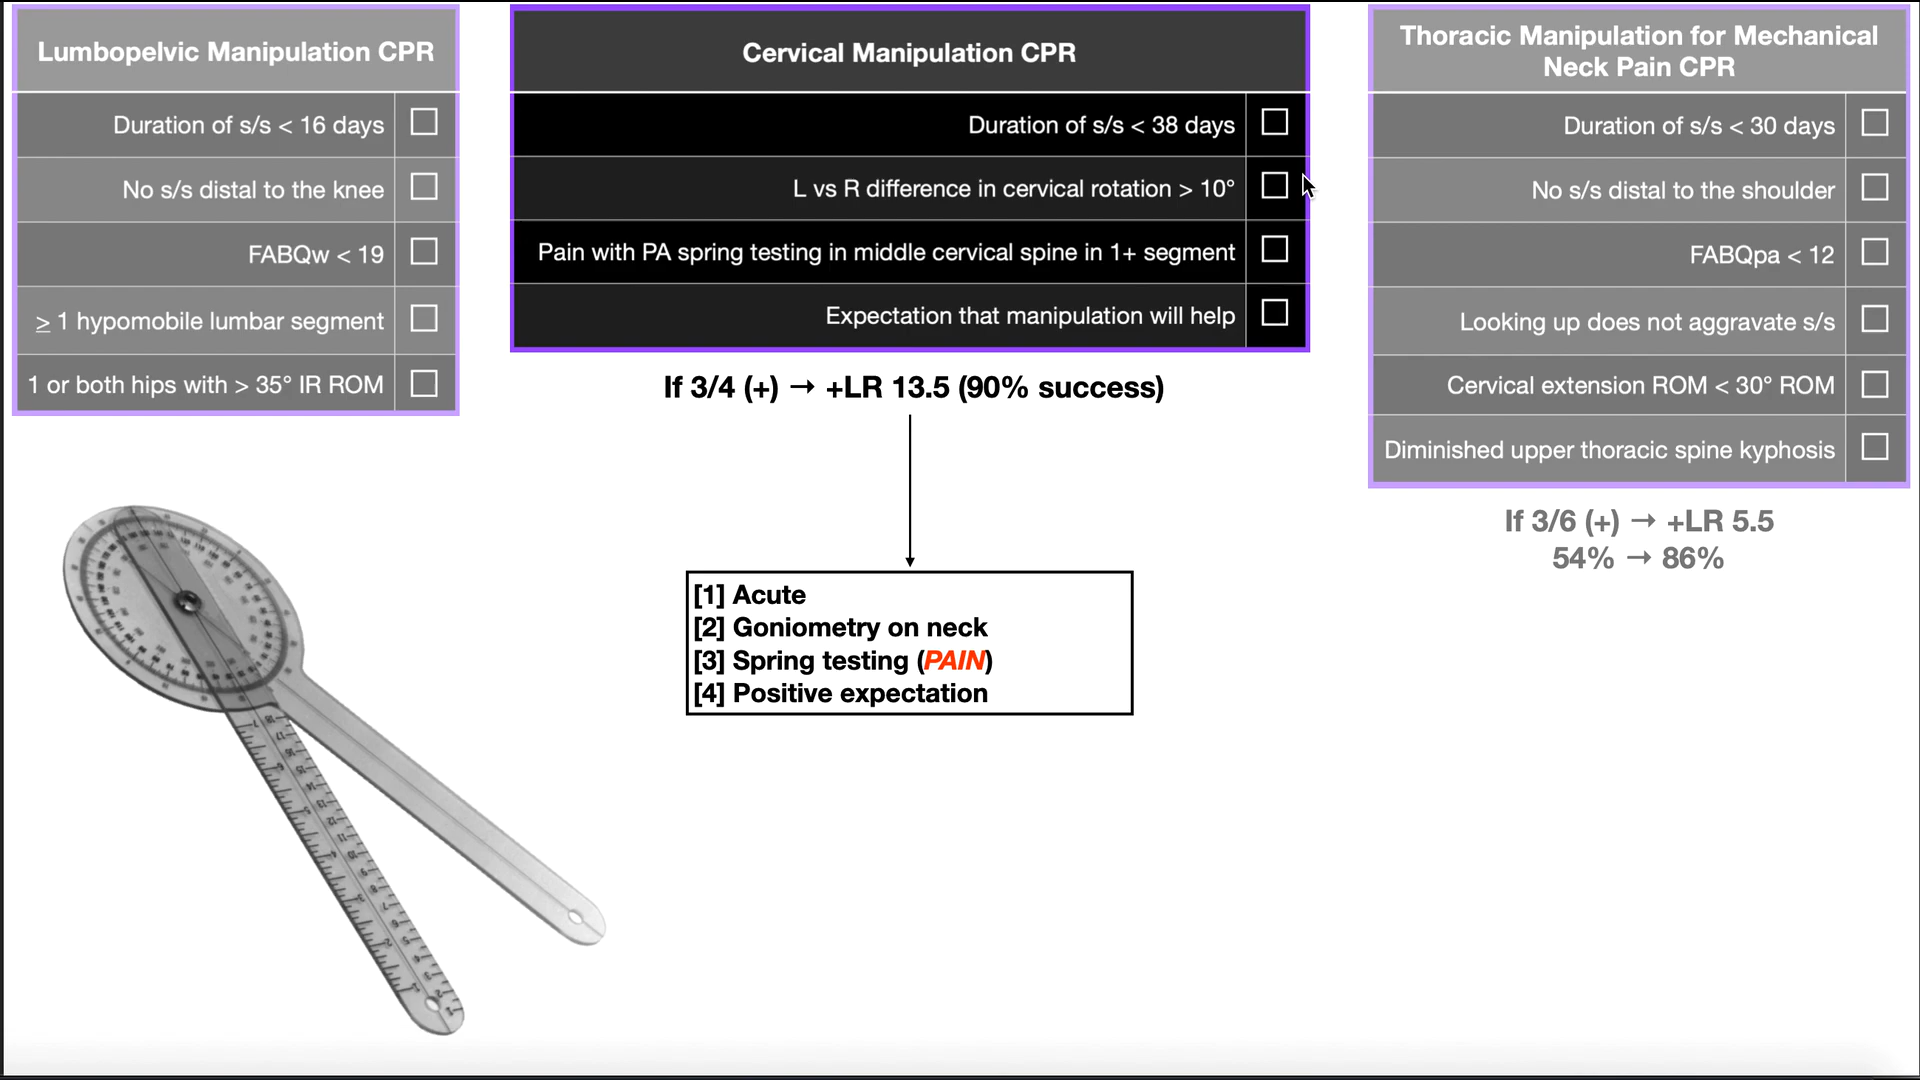 Lumbopelvic Manipulation CPR
Duration of s/s < 16 days
No s/s distal to the knee
FABQw < 19
≥ 1 hypomobile lumbar segment
1 or both hips with > 35° IR ROM
Cervical Manipulation CPR
Duration of s/s < 38 days
L vs R difference in cervical rotation > 10°
Pain with PA spring testing in middle cervical spine in 1+ segment
Expectation that manipulation will help
If 3/4 (+) → +LR 13.5 (90% success)
[1] Acute
[2] Goniometry on neck
[3] Spring testing (PAIN)
[4] Positive expectation
Thoracic Manipulation for Mechanical
Neck Pain CPR
Duration of s/s < 30 days
No s/s distal to the shoulder
FABQpa < 12
Looking up does not aggravate s/s
Cervical extension ROM < 30° ROM
Diminished upper thoracic spine kyphosis
If 3/6 (+) → +LR 5.5
54% → 86%